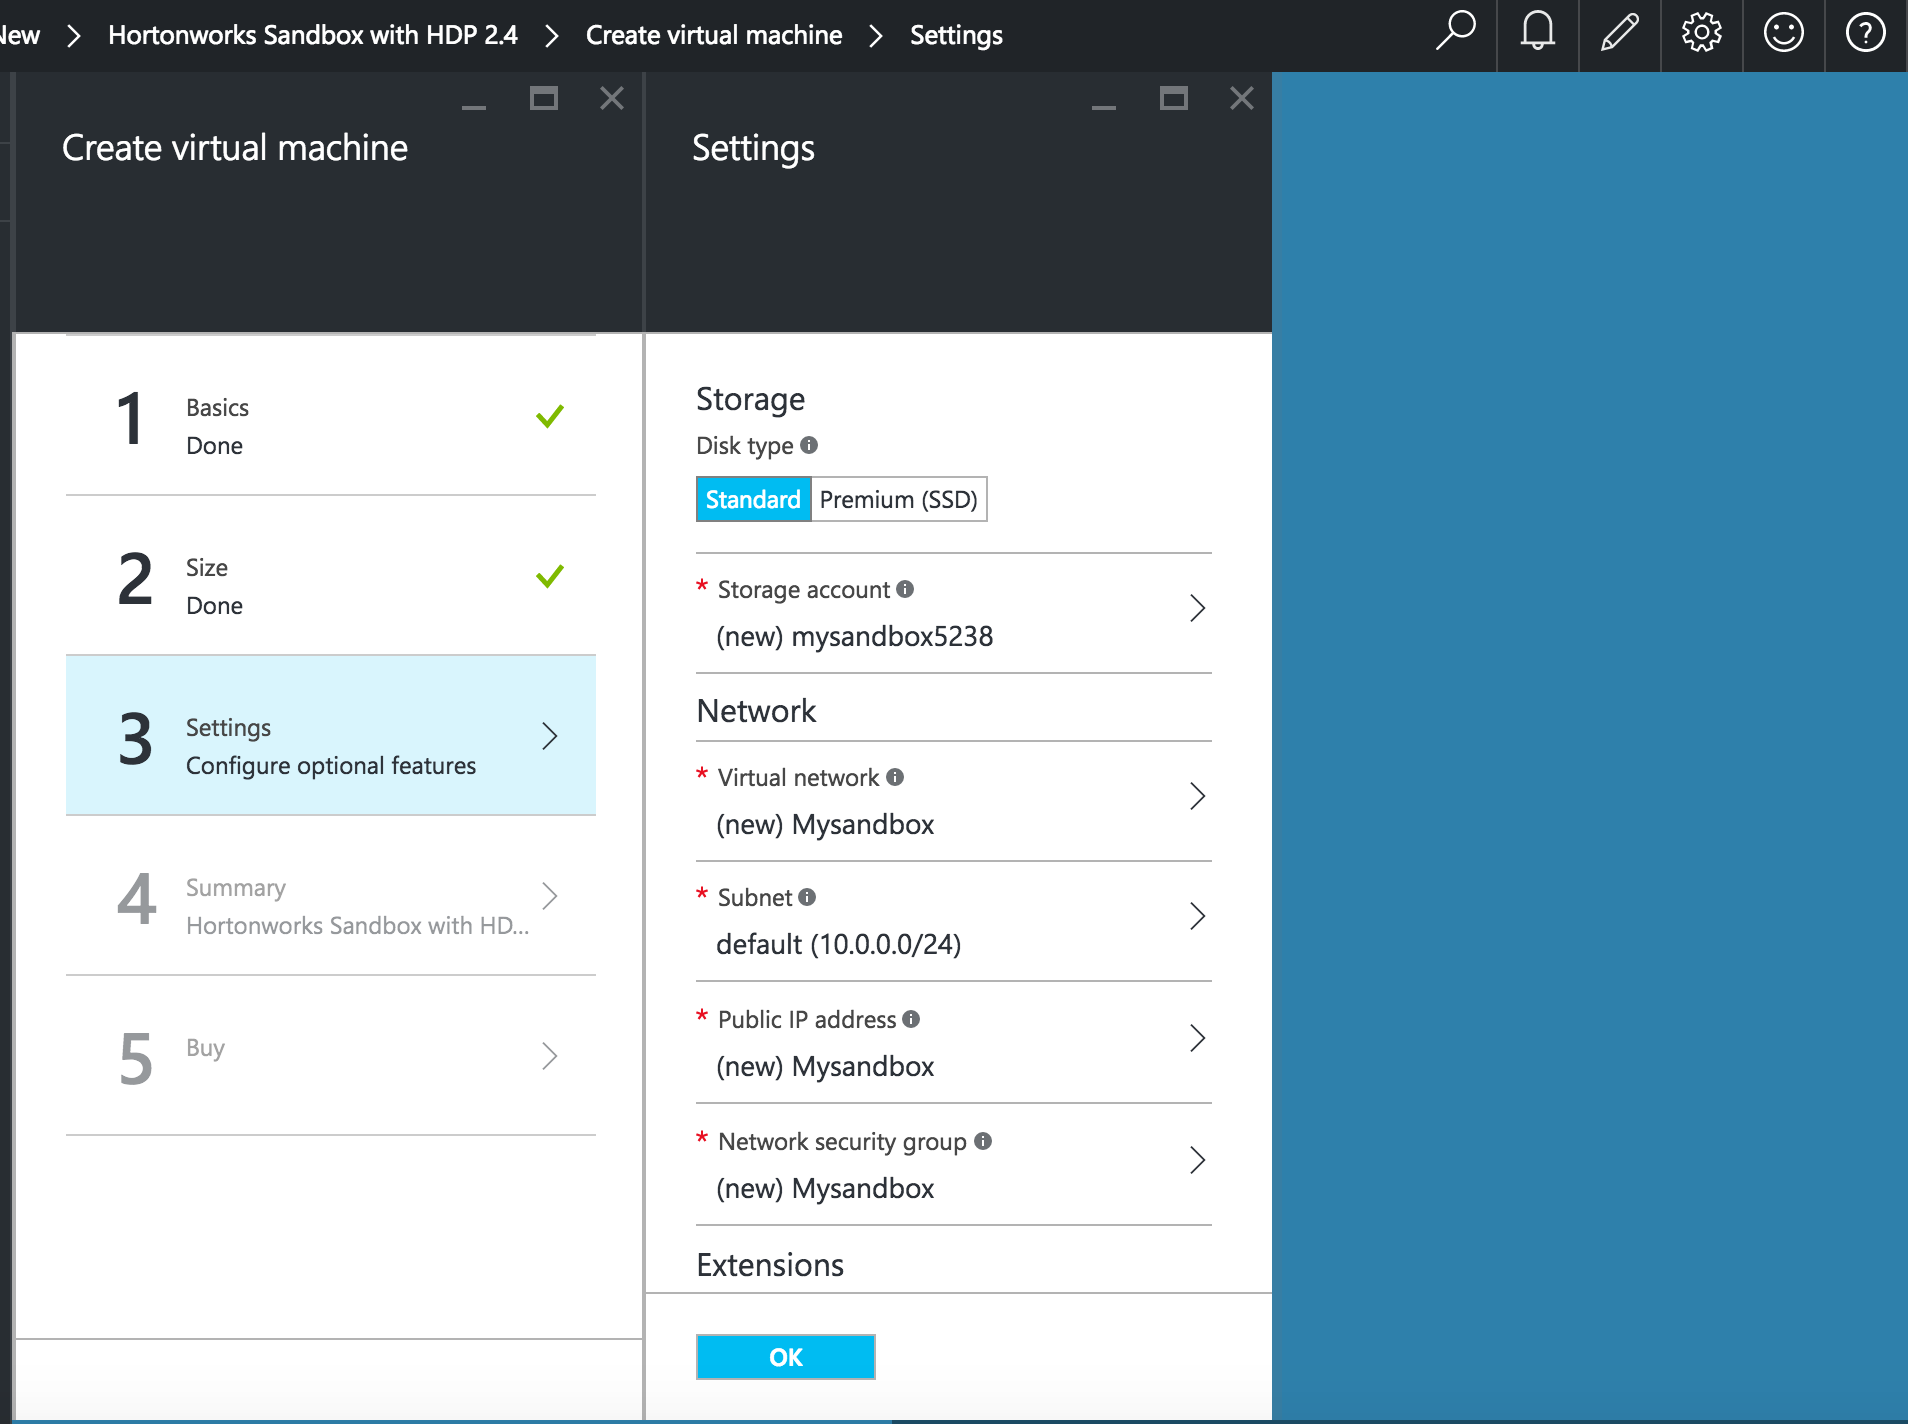 New > Hortonworks Sandbox with HDP 2.4 > Create virtual machine > Settings
Create virtual machine
1
Basics
Done
2
Size
Done
3
Settings
Configure optional features
4
Summary
Hortonworks Sandbox with HD...
5
Buy
Settings
Storage
Disk type
Standard
Premium (SSD)
* Storage account
(new) mysandbox5238
Network
* Virtual network
(new) Mysandbox
* Subnet
default (10.0.0.0/24)
* Public IP address
(new) Mysandbox
* Network security group
(new) Mysandbox
Extensions
OK